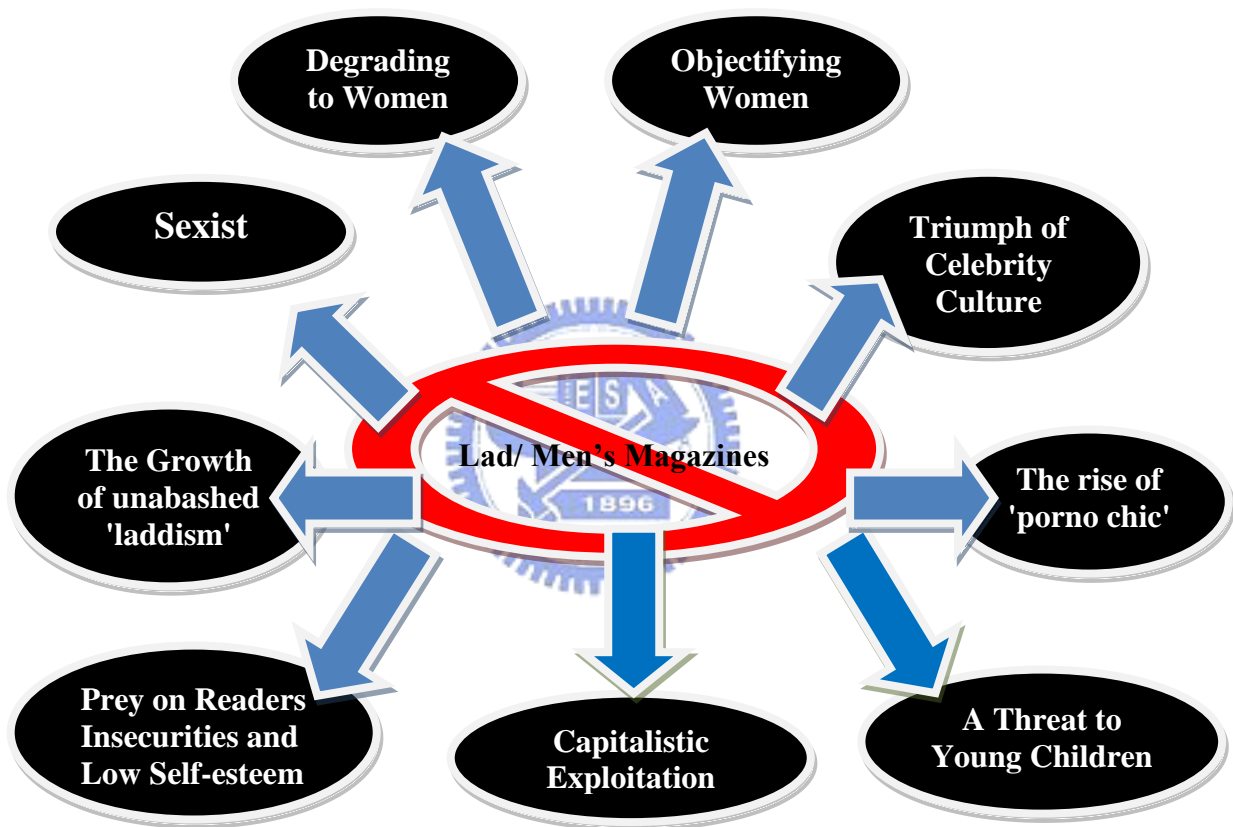 Degrading
to Women
Objectifying
Women
Sexist
Triumph of
Celebrity
Culture
E S A
Lad/ Men's Magazines
1896
The Growth
of unabashed
'laddism'
The rise of
'porno chic'
Prey on Readers
Insecurities and
Low Self-esteem
Capitalistic
Exploitation
A Threat to
Young Children